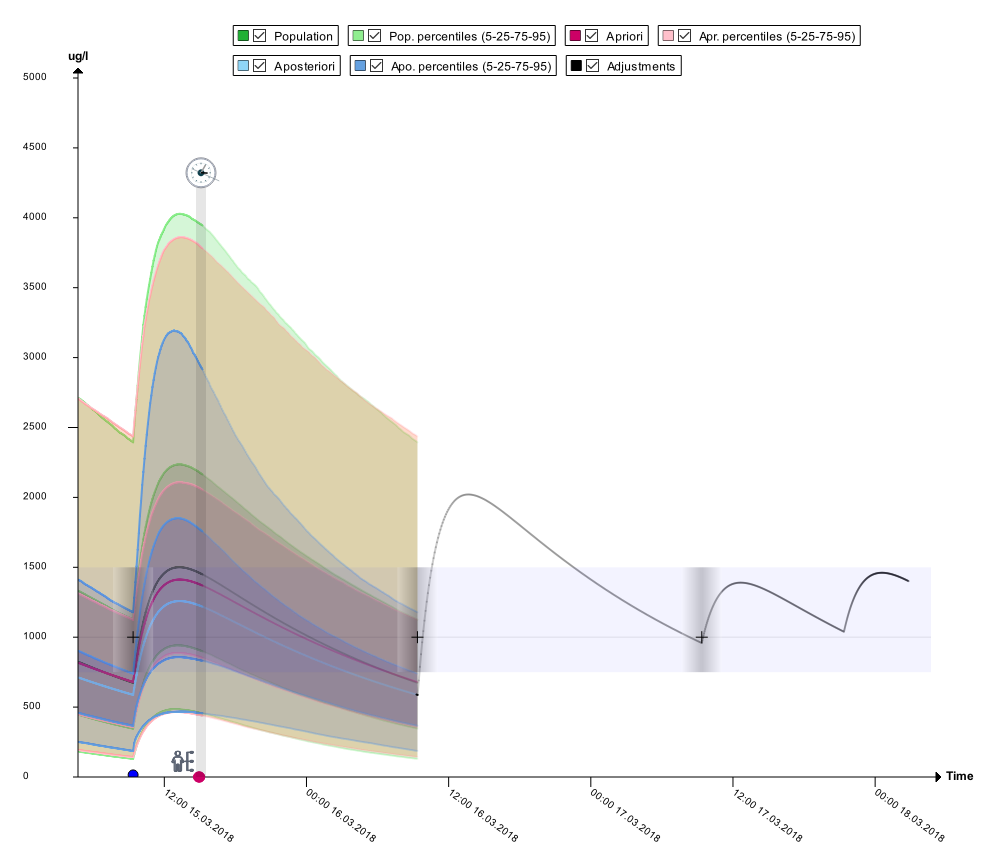 Population
Pop. percentiles (5-25-75-95)
Apriori
Apr. percentiles (5-25-75-95)
Aposteriori
Apo. percentiles (5-25-75-95)
Adjustments
ug/l
5000
4500
4000
3500
3000
2500
2000
1500
1000
500
0
Time
12:00 15.03.2018
00:00 16.03.2018
12:00 16.03.2018
00:00 17.03.2018
12:00 17.03.2018
00:00 18.03.2018